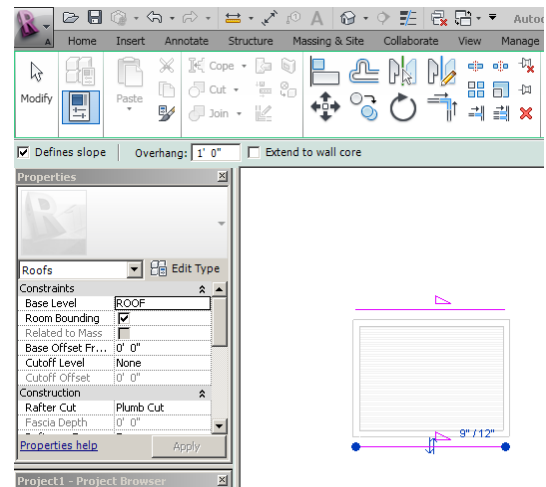 A
Autod
Home Insert Annotate Structure Massing & Site Collaborate View Manage
Modify
Paste
Cope
Cut
Join
Defines slope Overhang: 1' 0" Extend to wall core
Properties
Roofs Edit Type
Constraints
Base Level ROOF
Room Bounding
Related to Mass
Base Offset Fr... 0' 0"
Cutoff Level None
Cutoff Offset 0' 0"
Construction
Rafter Cut Plumb Cut
Fascia Depth 0' 0"
9" / 12"
Properties help Apply
Project1 - Project Browser